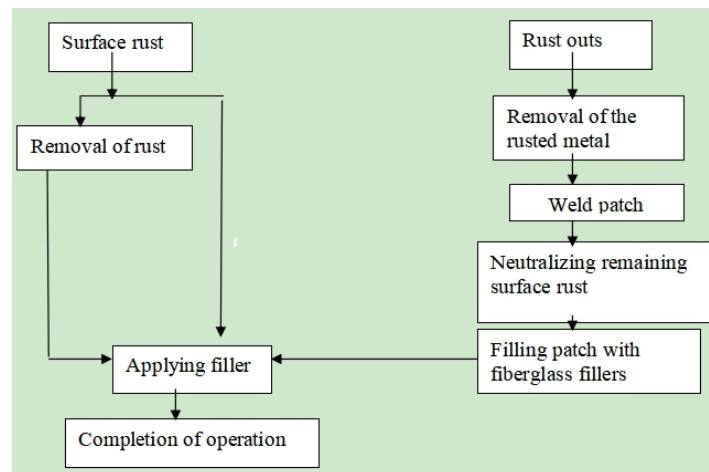 Surface rust
Rust outs
Removal of the
rusted metal
Removal of rust
Weld patch
Neutralizing remaining
surface rust
Filling patch with
fiberglass fillers
Applying filler
Completion of operation